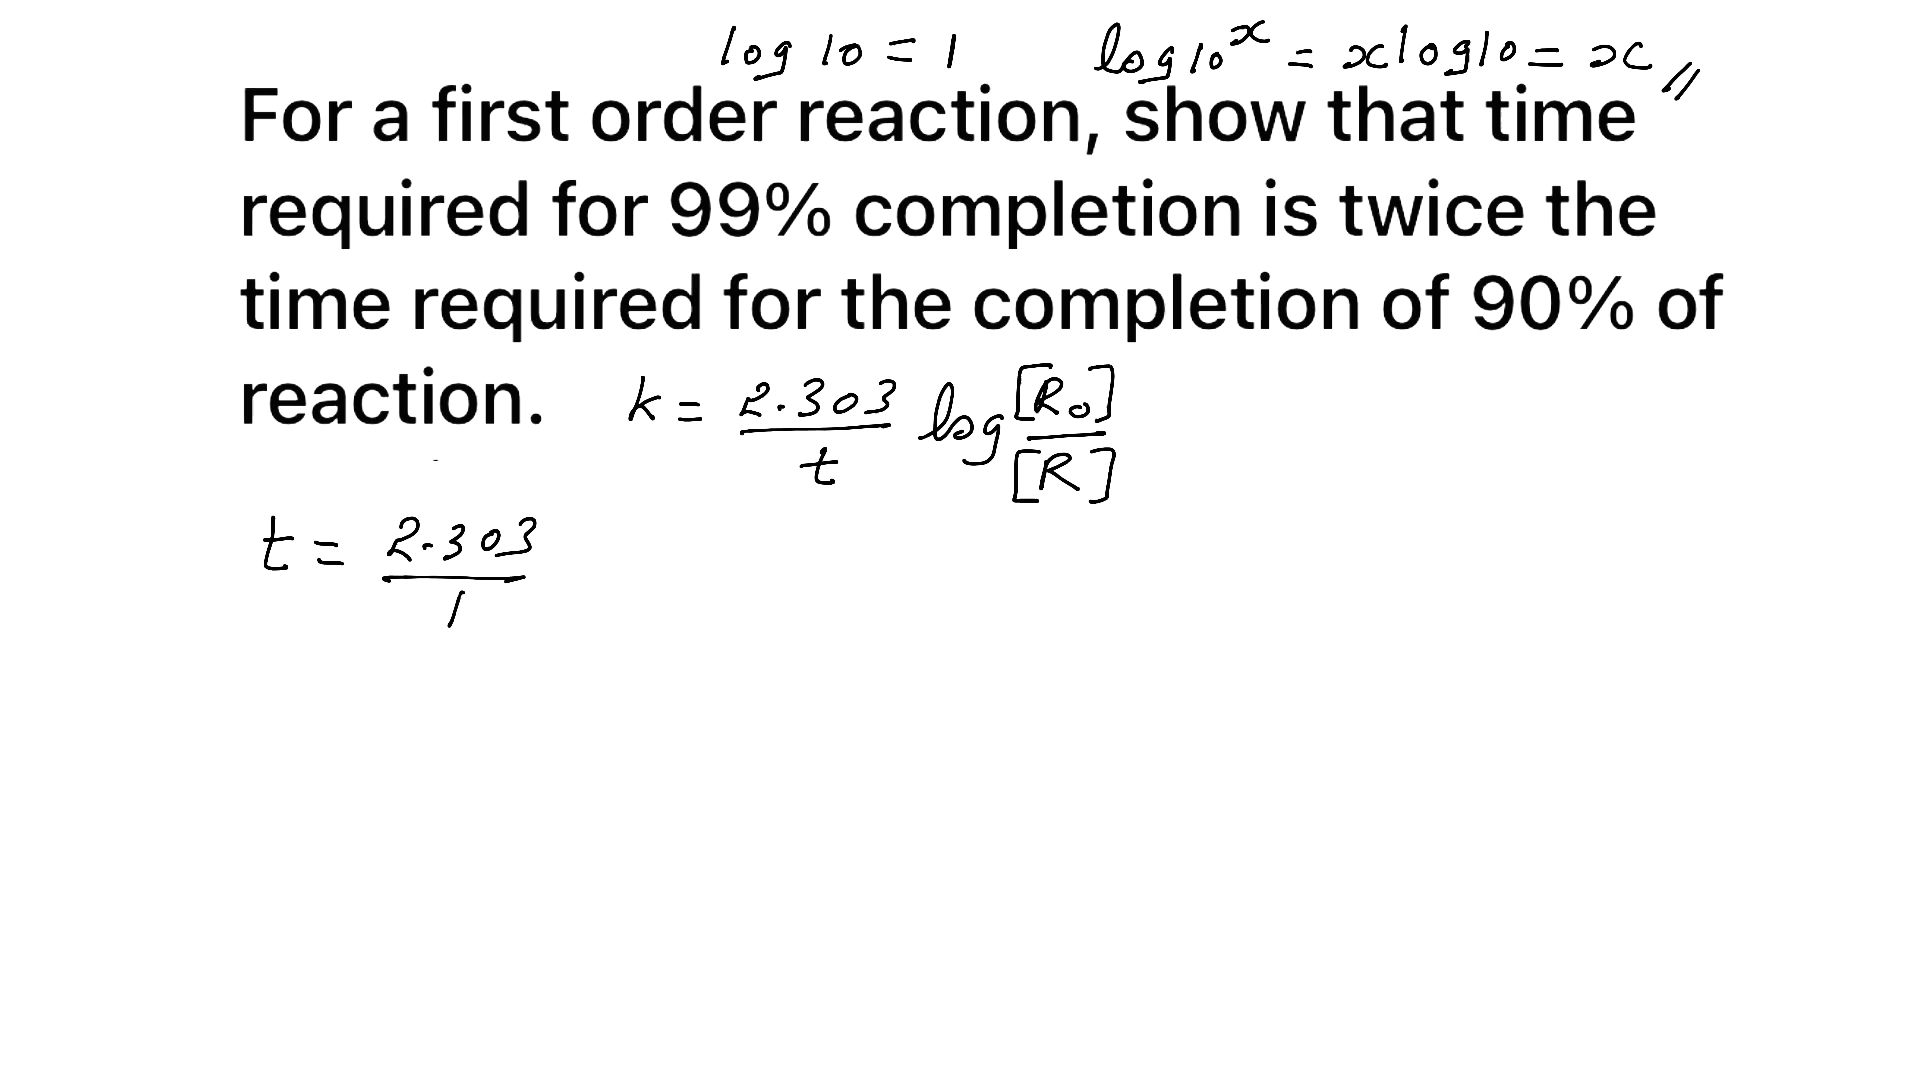 log 10 = 1 log 10ˣ = x log 10 = x //
For a first order reaction, show that time
required for 99% completion is twice the
time required for the completion of 90% of
reaction. k = 2.303/t log [R₀]/[R]
t = 2.303/